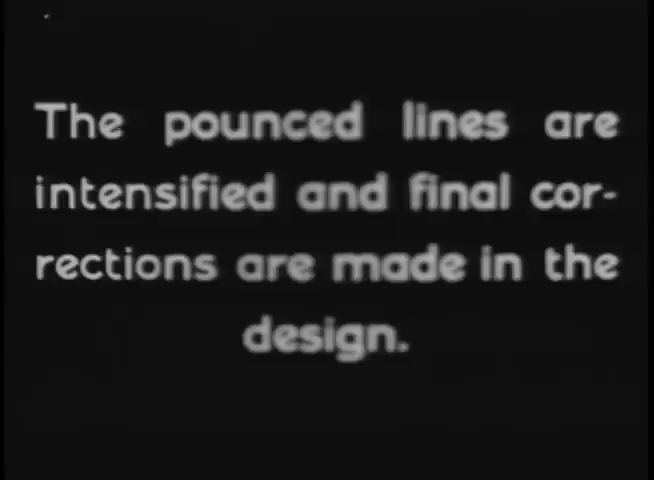 The pounced lines are
intensified and final cor-
rections are made in the
design.